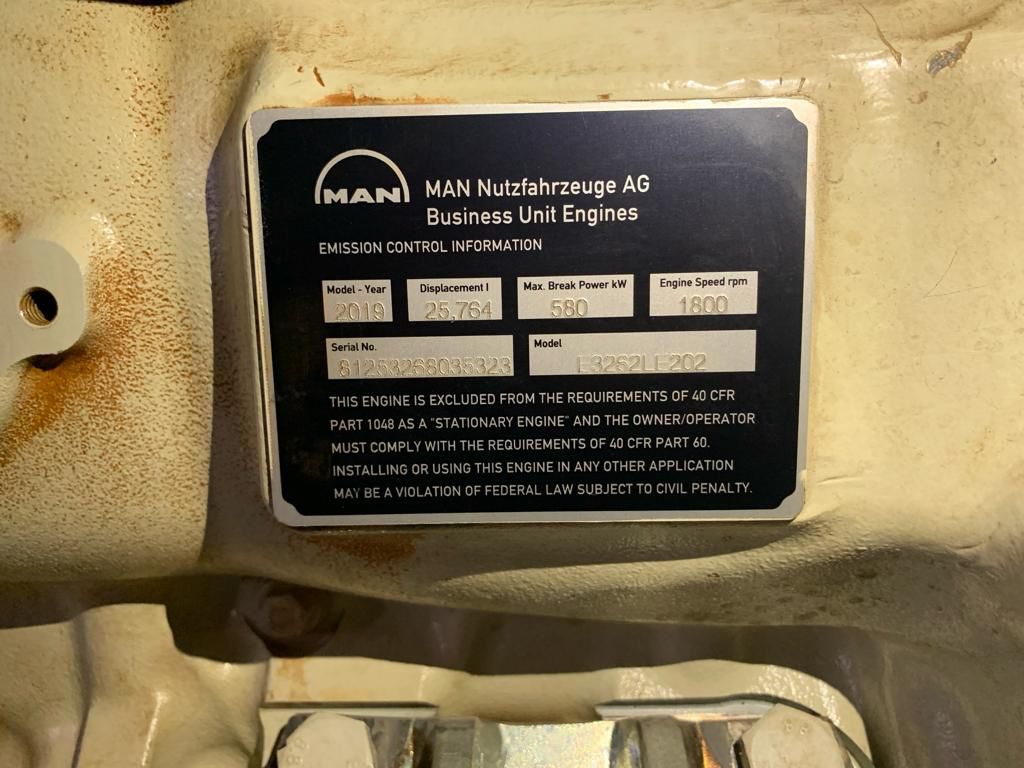 MAN
MAN Nutzfahrzeuge AG
Business Unit Engines
EMISSION CONTROL INFORMATION
Model - Year Displacement l Max. Break Power kW Engine Speed rpm
2019 25,764 580 1800
Serial No. Model
81253268035323 E3262LE202
THIS ENGINE IS EXCLUDED FROM THE REQUIREMENTS OF 40 CFR
PART 1048 AS A "STATIONARY ENGINE" AND THE OWNER/OPERATOR
MUST COMPLY WITH THE REQUIREMENTS OF 40 CFR PART 60.
INSTALLING OR USING THIS ENGINE IN ANY OTHER APPLICATION
MAY BE A VIOLATION OF FEDERAL LAW SUBJECT TO CIVIL PENALTY.